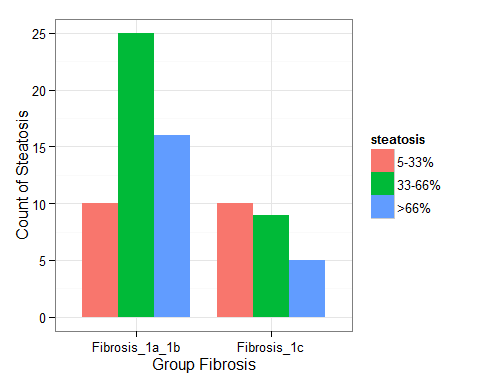 25
20
15
10
5
0
Count of Steatosis
Fibrosis_1a_1b
Fibrosis_1c
Group Fibrosis
steatosis
5-33%
33-66%
>66%